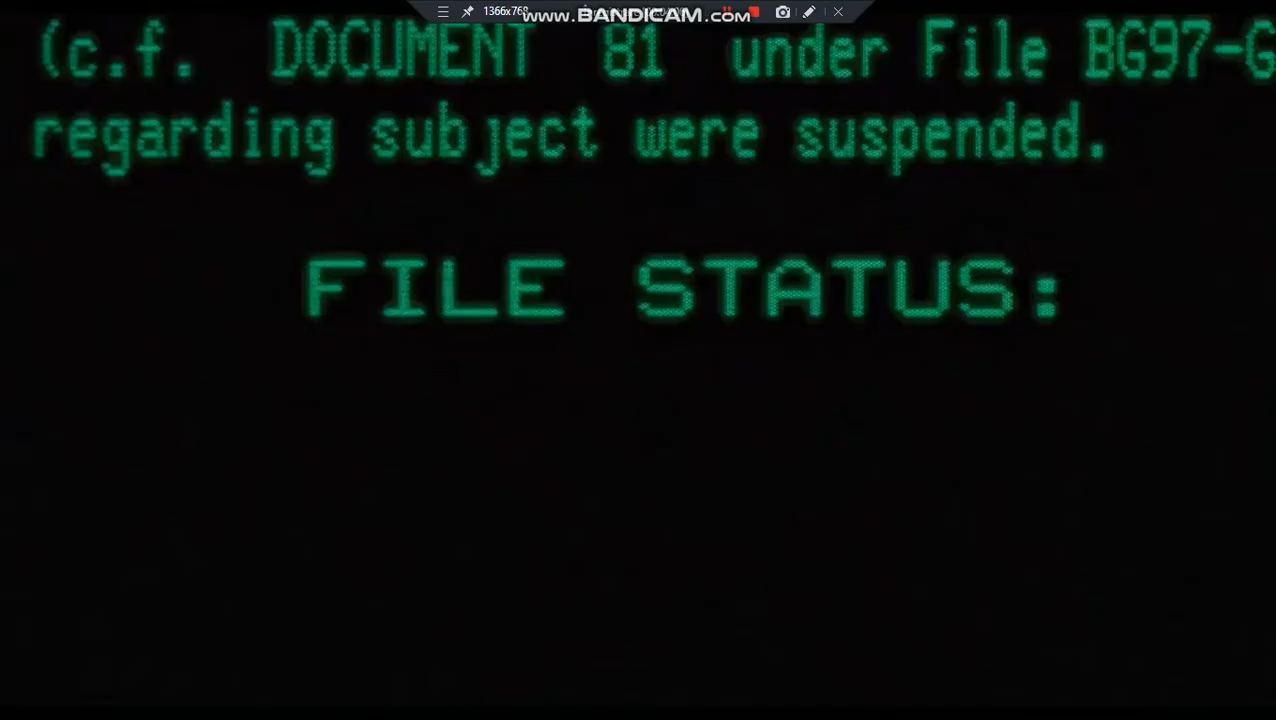 1366x768
www.BANDICAM.com
(c.f. DOCUMENT 81 under File BG97-G
regarding subject were suspended.
FILE STATUS: